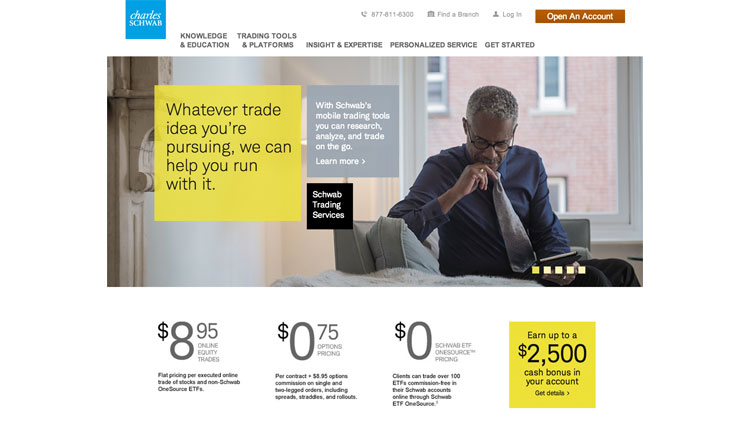 charles
SCHWAB
877-811-6300
Find a Branch
Log In
Open An Account
KNOWLEDGE
& EDUCATION
TRADING TOOLS
& PLATFORMS
INSIGHT & EXPERTISE
PERSONALIZED SERVICE
GET STARTED
Whatever trade
idea you're
pursuing, we can
help you run
with it.
With Schwab's
mobile trading tools
you can research,
analyze, and trade
on the go.
Learn more >
Schwab
Trading
Services
$8.95
ONLINE
EQUITY
TRADES
Flat pricing per executed online
trade of stocks and non-Schwab
OneSource ETFs.
$0.75
OPTIONS
PRICING
Per contract + $8.95 options
commission on single and
two-legged orders, including
spreads, straddles, and rollouts.
$0
SCHWAB ETF
ONESOURCE™
PRICING
Clients can trade over 100
ETFs commission-free in
their Schwab accounts
online through Schwab
ETF OneSource.²
Earn up to a
$2,500
cash bonus in
your account
Get details >